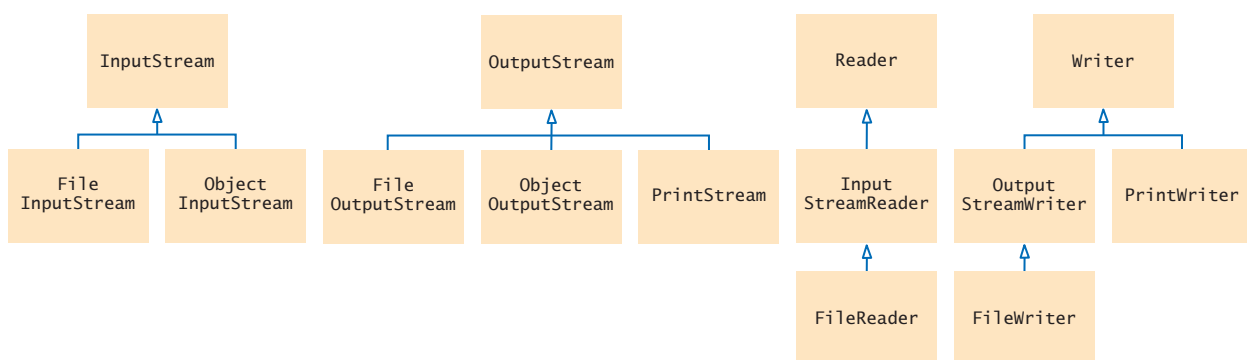 InputStream
OutputStream
Reader
Writer
File
InputStream
Object
InputStream
File
OutputStream
Object
OutputStream
PrintStream
Input
StreamReader
Output
StreamWriter
PrintWriter
FileReader
FileWriter